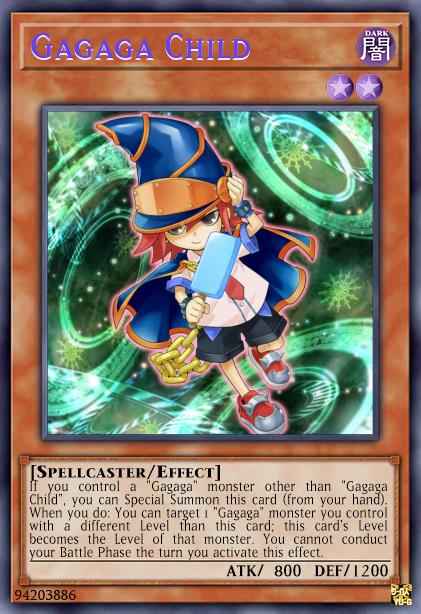 Gagaga Child
DARK
闇
[Spellcaster/Effect]
If you control a "Gagaga" monster other than "Gagaga
Child", you can Special Summon this card (from your hand).
When you do: You can target 1 "Gagaga" monster you control
with a different Level than this card; this card's Level
becomes the Level of that monster. You cannot conduct
your Battle Phase the turn you activate this effect.
ATK/ 800 DEF/1200
94203886